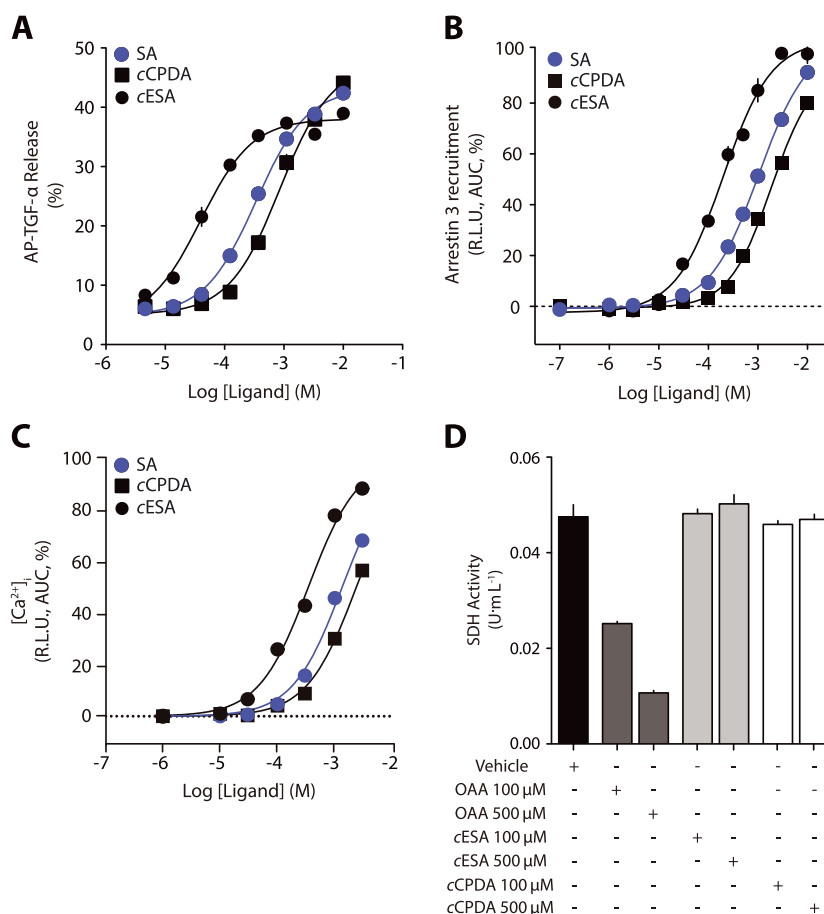 A
SA
cCPDA
cESA
AP-TGF-α Release
(%)
50
40
30
20
10
0
-6
-5
-4
-3
-2
-1
Log [Ligand] (M)
B
SA
cCPDA
cESA
Arrestin 3 recruitment
(R.L.U., AUC, %)
100
80
60
40
20
0
-7
-6
-5
-4
-3
-2
Log [Ligand] (M)
C
SA
cCPDA
cESA
[Ca²⁺]ᵢ
(R.L.U., AUC, %)
100
80
60
40
20
0
-7
-6
-5
-4
-3
-2
Log [Ligand] (M)
D
SDH Activity
(U·m L⁻¹)
0.06
0.04
0.02
0.00
Vehicle + - - - - - -
OAA 100 µM - + - - - - -
OAA 500 µM - - + - - - -
cESA 100 µM - - - + - - -
cESA 500 µM - - - - + - -
cCPDA 100 µM - - - - - + -
cCPDA 500 µM - - - - - - +